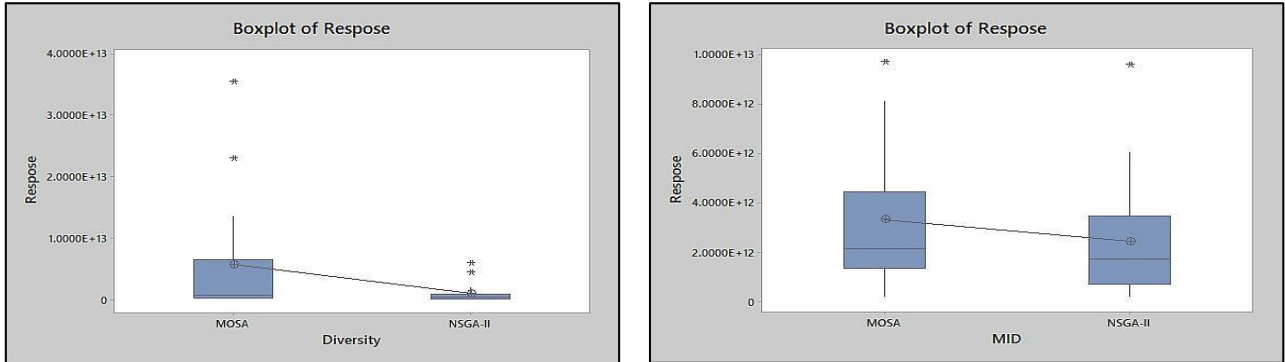 Boxplot of Respose
4.0000E+13
3.0000E+13
2.0000E+13
1.0000E+13
0
Respose
MOSA
NSGA-II
Diversity
Boxplot of Respose
1.0000E+13
8.0000E+12
6.0000E+12
4.0000E+12
2.0000E+12
0
Respose
MOSA
NSGA-II
MID